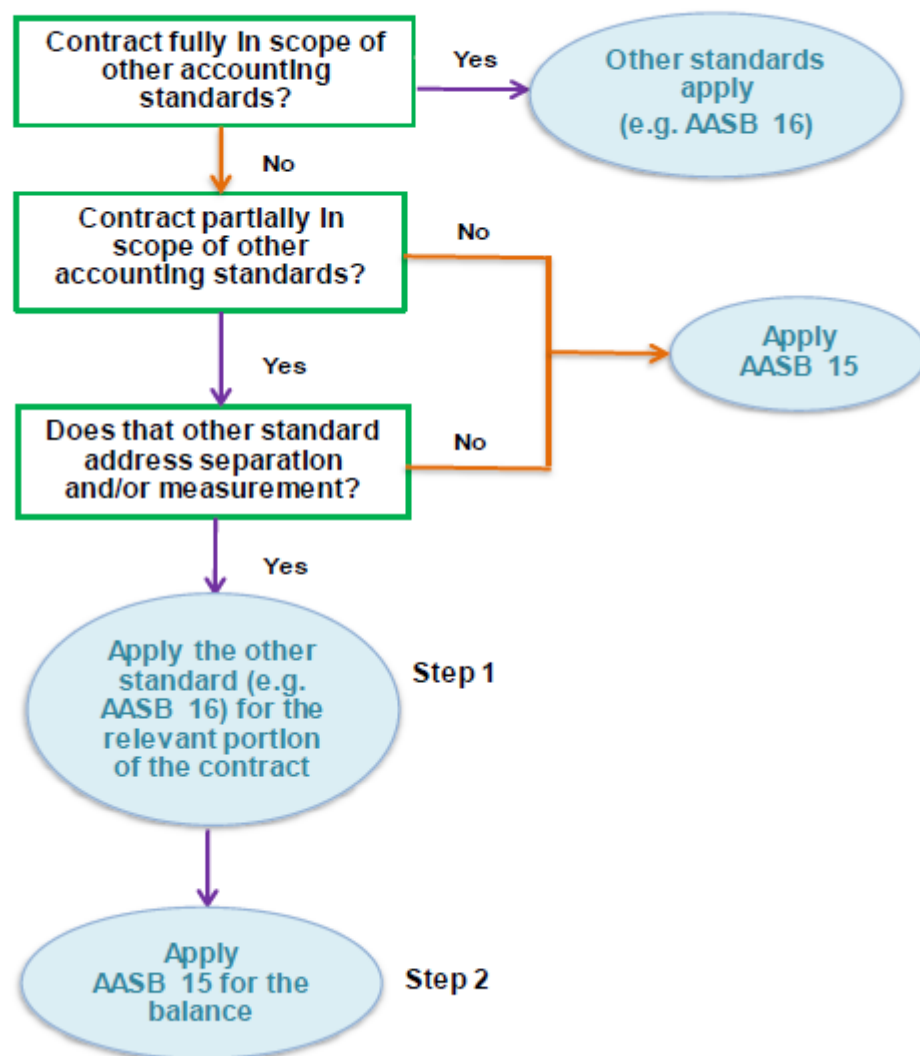 Contract fully In scope of
other accounting
standards?
Yes
Other standards
apply
(e.g. AASB 16)
No
Contract partially In
scope of other
accounting standards?
No
Apply
AASB 15
Yes
Does that other standard
address separation
and/or measurement?
No
Yes
Apply the other
standard (e.g.
AASB 16) for the
relevant portion
of the contract
Step 1
Apply
AASB 15 for the
balance
Step 2